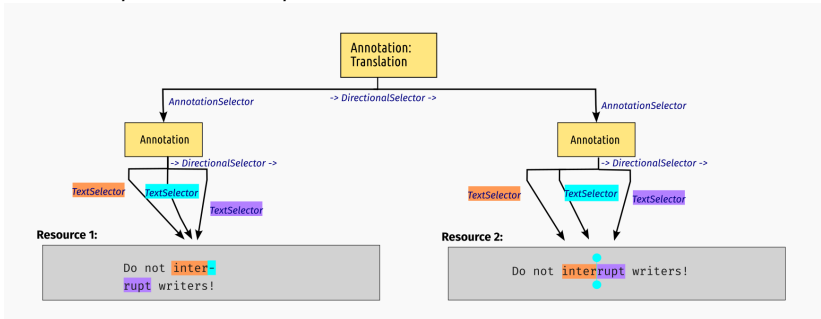 Annotation:
Translation
-> DirectionalSelector ->
AnnotationSelector
AnnotationSelector
Annotation
-> DirectionalSelector ->
TextSelector
TextSelector
TextSelector
Resource 1:
Do not inter-
rupt writers!
Annotation
-> DirectionalSelector ->
TextSelector
TextSelector
TextSelector
Resource 2:
Do not interrupt writers!